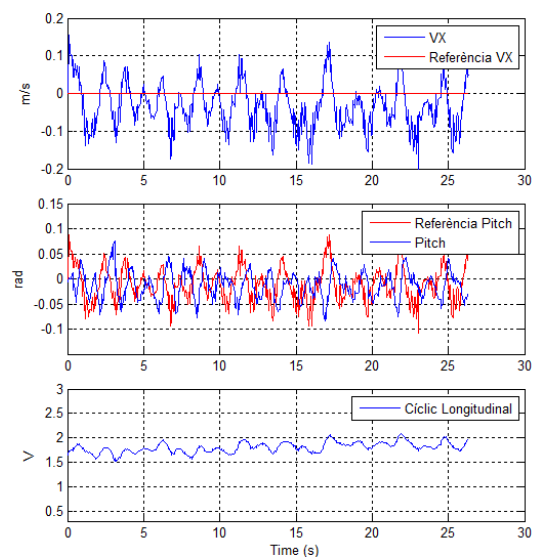 0.2
0.1
0
-0.1
-0.2
m/s
VX
Referència VX
0 5 10 15 20 25 30
0.15
0.1
0.05
0
-0.05
-0.1
rad
Referència Pitch
Pitch
0 5 10 15 20 25 30
3
2.5
2
1.5
1
0.5
V
Cíclic Longitudinal
0 5 10 15 20 25 30
Time (s)